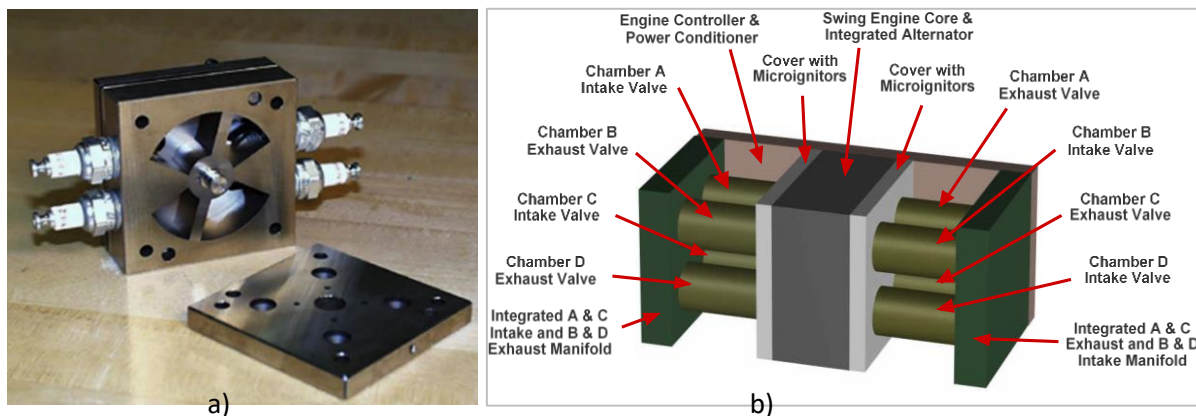 Engine Controller &
Power Conditioner
Swing Engine Core &
Integrated Alternator
Cover with
Microignitors
Cover with
Microignitors
Chamber A
Intake Valve
Chamber A
Exhaust Valve
Chamber B
Exhaust Valve
Chamber B
Intake Valve
Chamber C
Intake Valve
Chamber C
Exhaust Valve
Chamber D
Exhaust Valve
Chamber D
Intake Valve
Integrated A & C
Intake and B & D
Exhaust Manifold
Integrated A & C
Exhaust and B & D
Intake Manifold
a)
b)